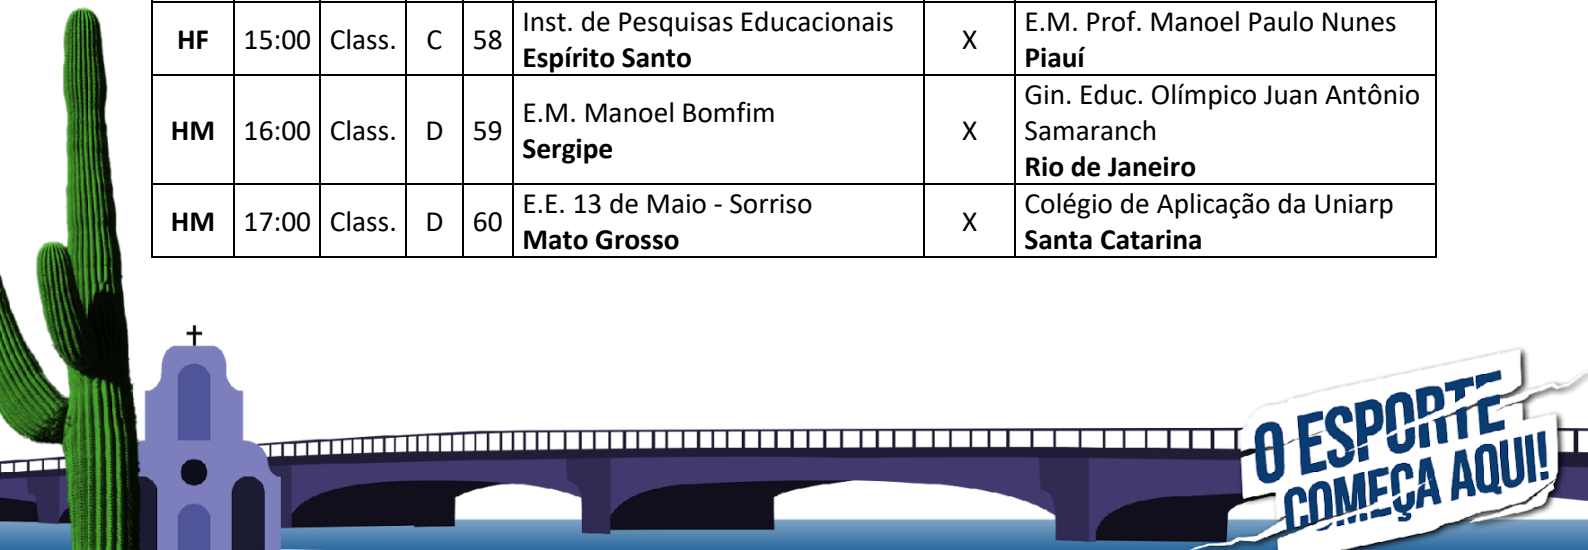 HF 15:00 Class. C 58 Inst. de Pesquisas Educacionais X E.M. Prof. Manoel Paulo Nunes
Espírito Santo Piauí
HM 16:00 Class. D 59 E.M. Manoel Bomfim X Gin. Educ. Olímpico Juan Antônio
Sergipe Samaranch
Rio de Janeiro
HM 17:00 Class. D 60 E.E. 13 de Maio - Sorriso X Colégio de Aplicação da Uniarp
Mato Grosso Santa Catarina
O ESPORTE
COMEÇA AQUI!